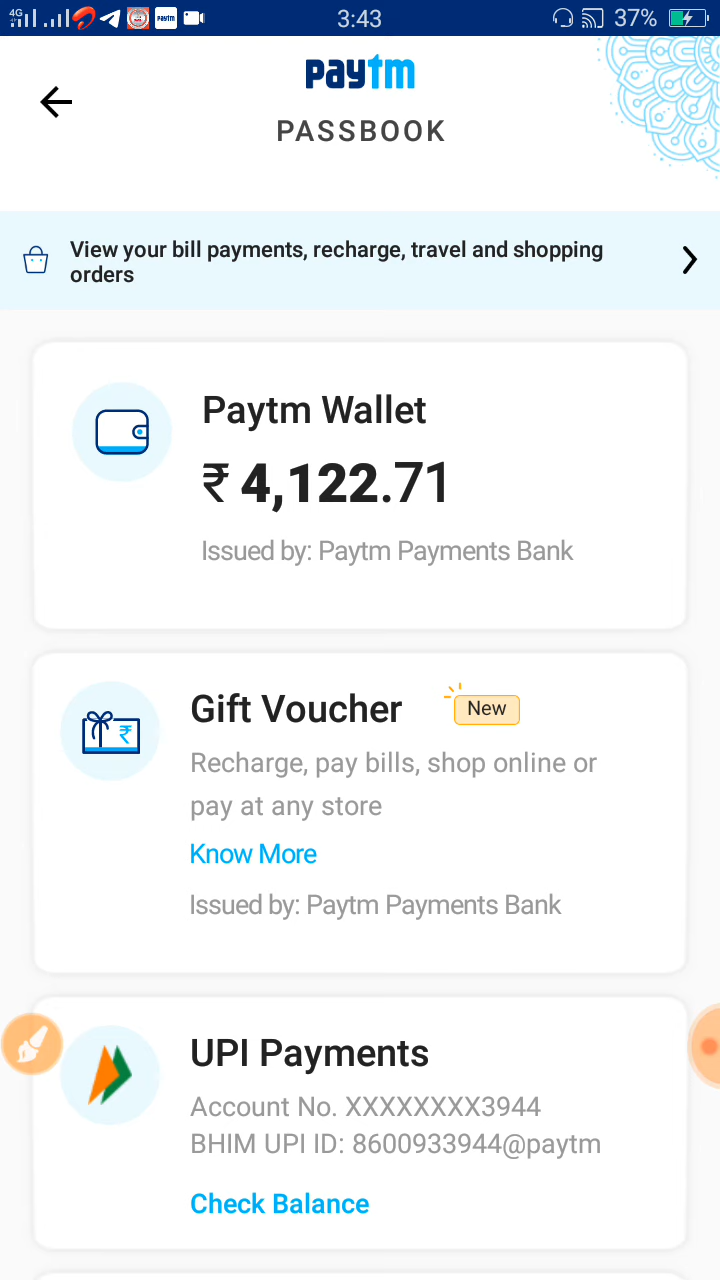 4G 3:43 37%
paytm
PASSBOOK
View your bill payments, recharge, travel and shopping
orders
Paytm Wallet
₹ 4,122.71
Issued by: Paytm Payments Bank
Gift Voucher New
Recharge, pay bills, shop online or
pay at any store
Know More
Issued by: Paytm Payments Bank
UPI Payments
Account No. XXXXXXXX3944
BHIM UPI ID: 8600933944@paytm
Check Balance